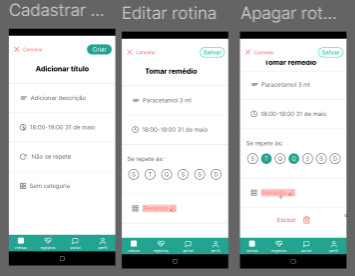 Cadastrar ...
Cancelar
Criar
Adicionar título
Adicionar descrição
18:00-19:00 31 de maio
Não se repete
Sem categoria
rotinas
registros
portal
perfil
Editar rotina
Cancelar
Salvar
Tomar remédio
Paracetamol 3 ml
18:00-19:00 31 de maio
Se repete às:
S T Q Q S S D
Remédio
rotinas
registros
portal
perfil
Apagar rot...
Cancelar
Salvar
Tomar remédio
Paracetamol 3 ml
18:00-19:00 31 de maio
Se repete às:
S T Q Q S S D
Remédio
Excluir
rotinas
registros
portal
perfil